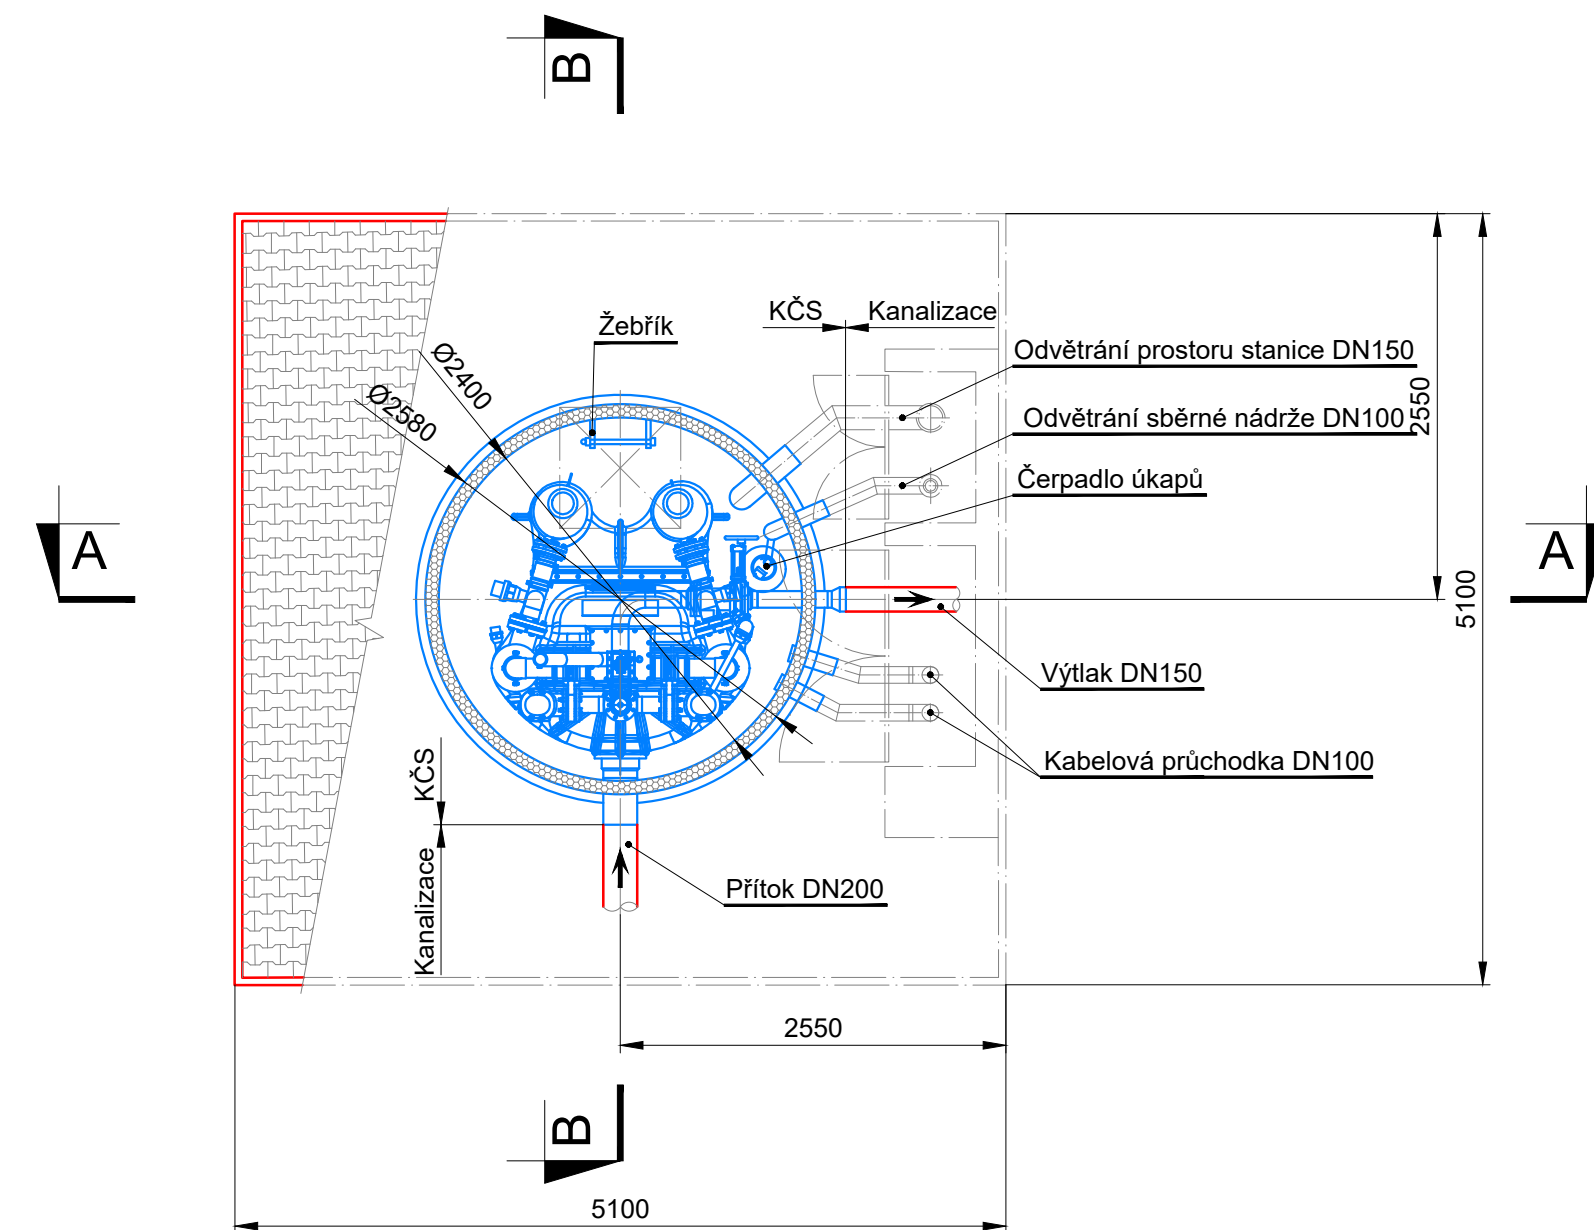 B
KČS
Kanalizace
Žebřík
Odvětrání prostoru stanice DN150
Ø2400
Ø2580
2550
Odvětrání sběrné nádrže DN100
Čerpadlo úkapů
A
A
5100
Výtlak DN150
Kabelová průchodka DN100
KČS
Kanalizace
Přítok DN200
2550
B
5100